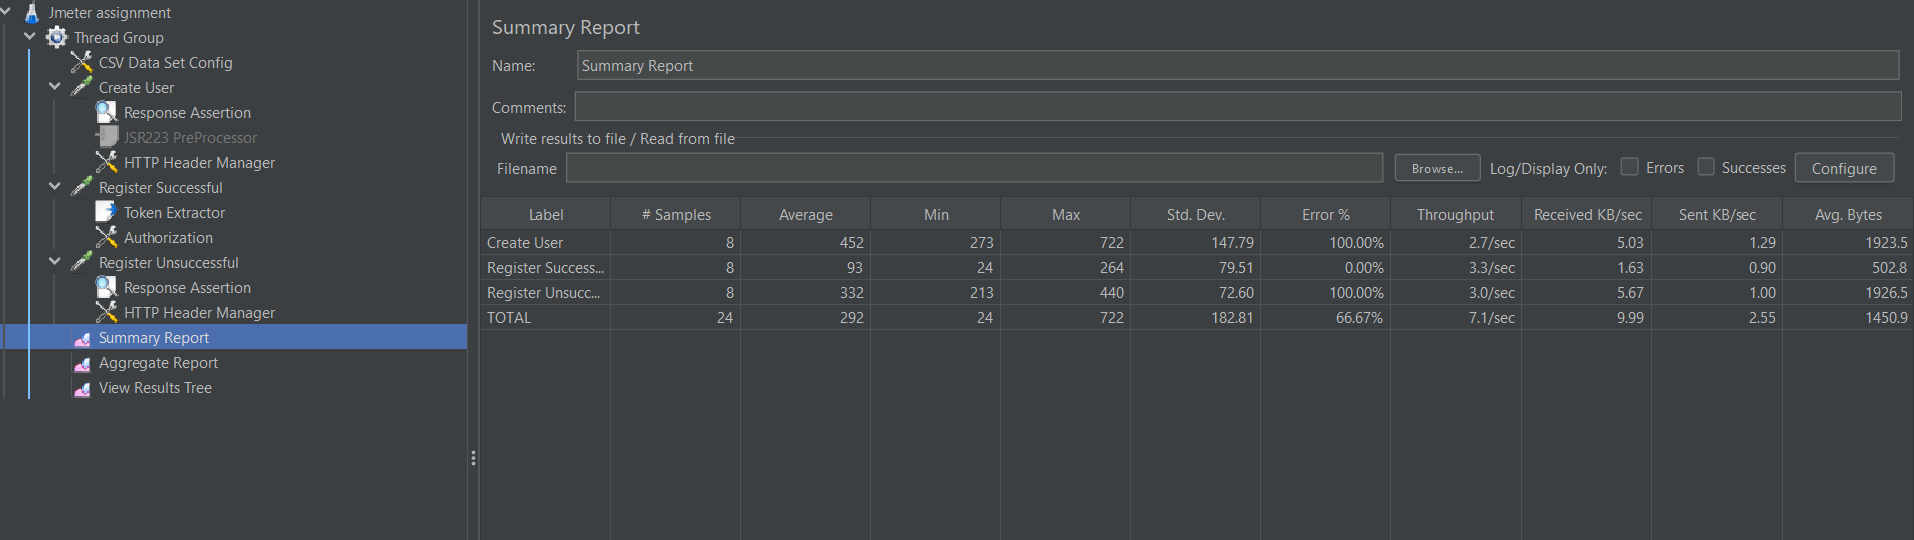 Jmeter assignment
Thread Group
CSV Data Set Config
Create User
Response Assertion
JSR223 PreProcessor
HTTP Header Manager
Register Successful
Token Extractor
Authorization
Register Unsuccessful
Response Assertion
HTTP Header Manager
Summary Report
Aggregate Report
View Results Tree
Summary Report
Name: Summary Report
Comments:
Write results to file / Read from file
Filename Browse... Log/Display Only: Errors Successes Configure
Label # Samples Average Min Max Std. Dev. Error % Throughput Received KB/sec Sent KB/sec Avg. Bytes
Create User 8 452 273 722 147.79 100.00% 2.7/sec 5.03 1.29 1923.5
Register Success... 8 93 24 264 79.51 0.00% 3.3/sec 1.63 0.90 502.8
Register Unsucc... 8 332 213 440 72.60 100.00% 3.0/sec 5.67 1.00 1926.5
TOTAL 24 292 24 722 182.81 66.67% 7.1/sec 9.99 2.55 1450.9